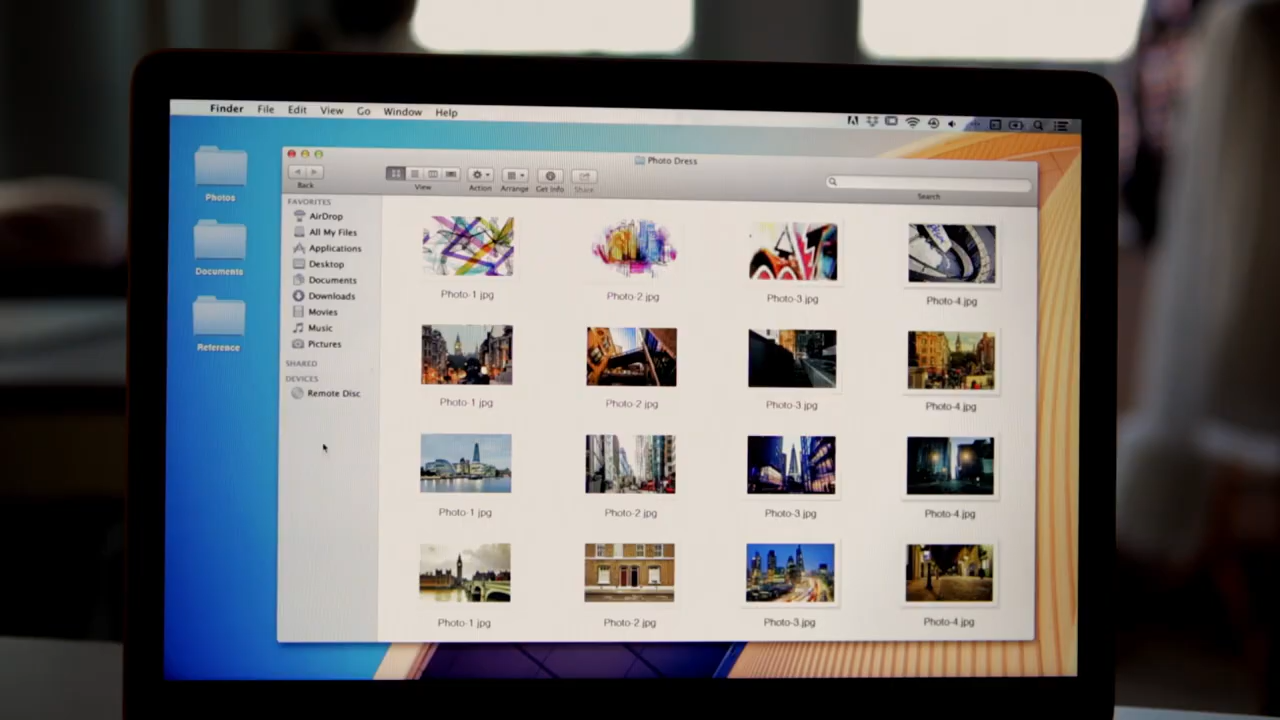 Finder File Edit View Go Window Help
Photo Dress
Back
View
Action
Arrange
Get Info
Share
Search
Photos
Documents
Reference
FAVORITES
AirDrop
All My Files
Applications
Desktop
Documents
Downloads
Movies
Music
Pictures
SHARED
DEVICES
Remote Disc
Photo-1 jpg Photo-2 jpg Photo-3.jpg Photo-4.jpg
Photo-1 jpg Photo-2 jpg Photo-3 jpg Photo-4.jpg
Photo-1 jpg Photo-2 jpg Photo-3.jpg Photo-4.jpg
Photo-1 jpg Photo-2 jpg Photo-3.jpg Photo-4.jpg